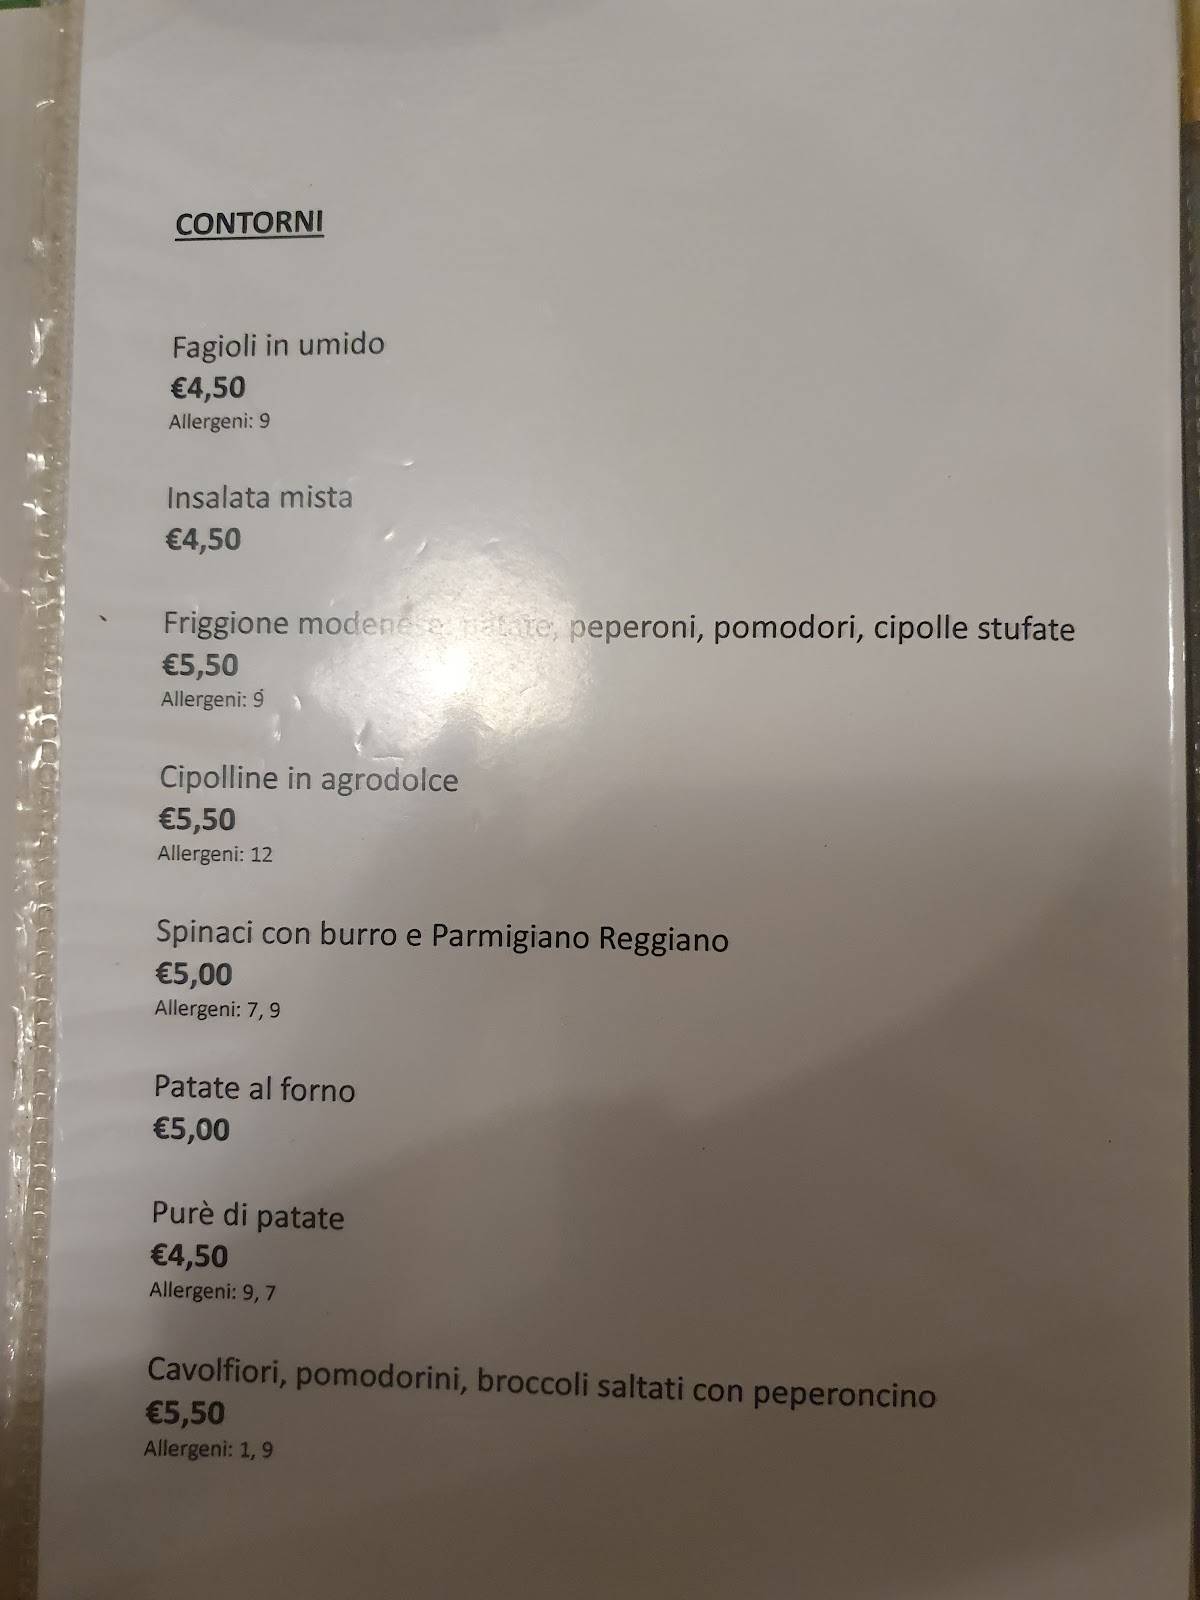 CONTORNI
Fagioli in umido
€4,50
Allergeni: 9
Insalata mista
€4,50
Friggione modenese: patate, peperoni, pomodori, cipolle stufate
€5,50
Allergeni: 9
Cipolline in agrodolce
€5,50
Allergeni: 12
Spinaci con burro e Parmigiano Reggiano
€5,00
Allergeni: 7, 9
Patate al forno
€5,00
Purè di patate
€4,50
Allergeni: 9, 7
Cavolfiori, pomodorini, broccoli saltati con peperoncino
€5,50
Allergeni: 1, 9